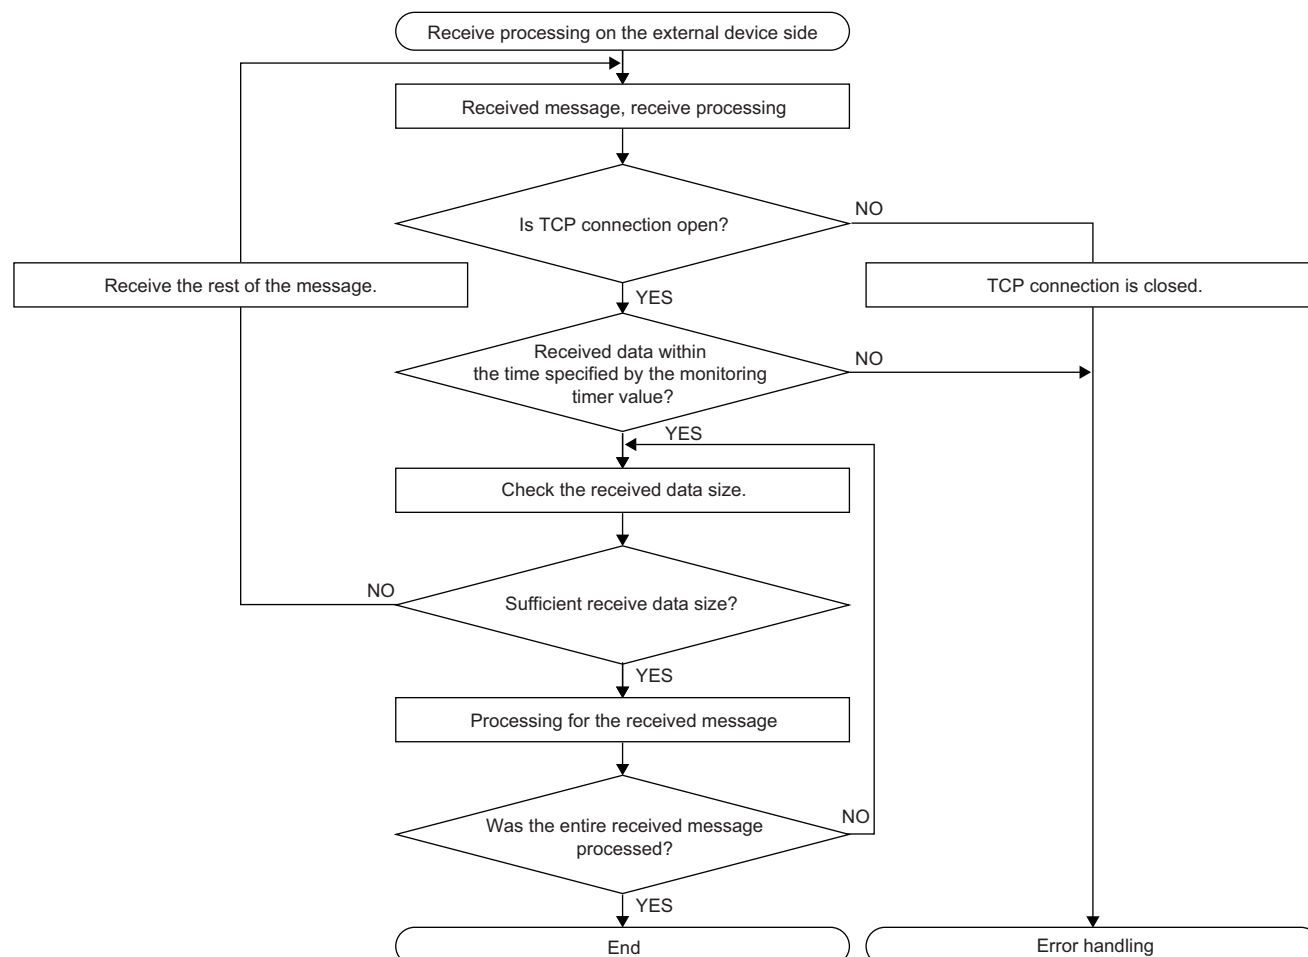 Receive processing on the external device side
Received message, receive processing
Is TCP connection open?
NO
Receive the rest of the message.
TCP connection is closed.
YES
Received data within
the time specified by the monitoring
timer value?
NO
YES
Check the received data size.
NO
Sufficient receive data size?
YES
Processing for the received message
Was the entire received message
processed?
NO
YES
End
Error handling